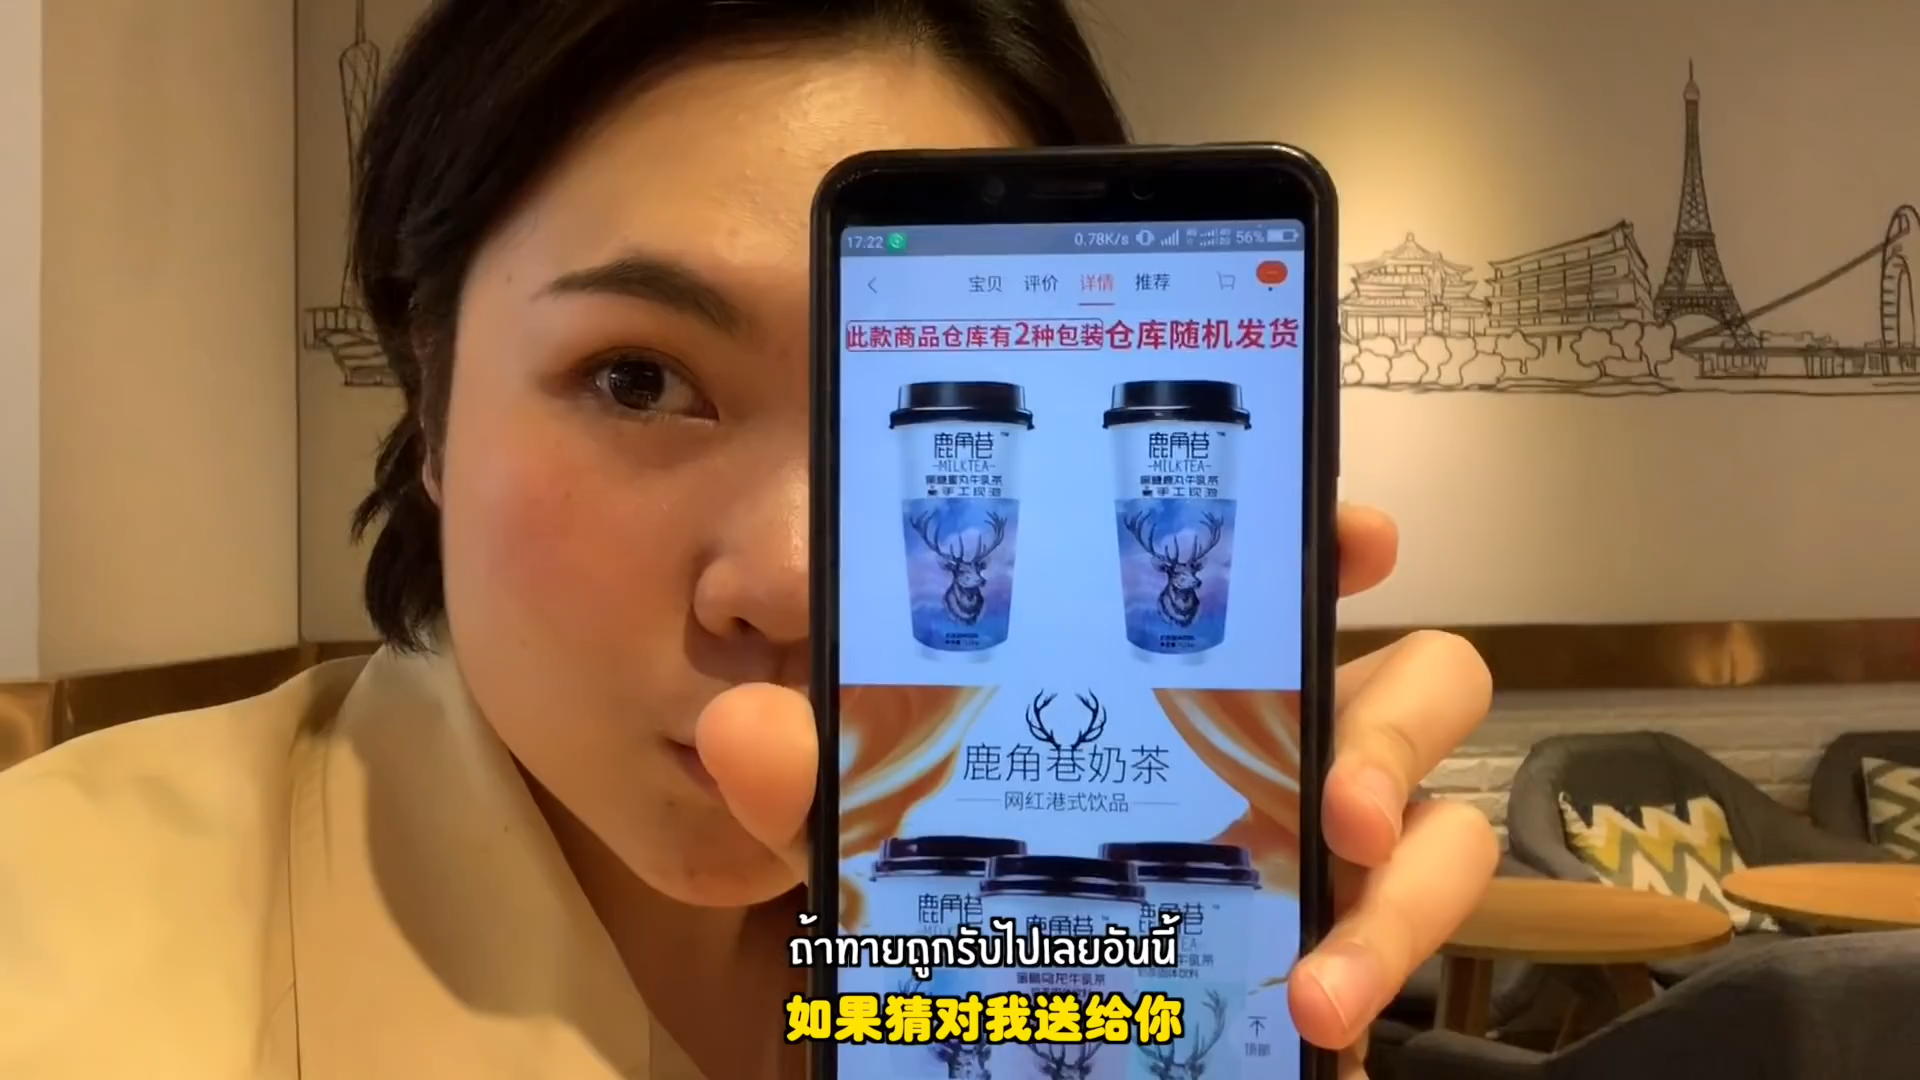 17:22 0.78K/s 56%
宝贝 评价 详情 推荐
此款商品仓库有2种包装仓库随机发货
鹿角巷 鹿角巷
-MILKTEA- -MILKTEA-
手工现泡 手工现泡
鹿角巷奶茶
网红港式饮品
鹿角巷 鹿角巷 鹿角巷
ถ้าทายถูกรับไปเลยอันนี้
如果猜对我送给你
顶部